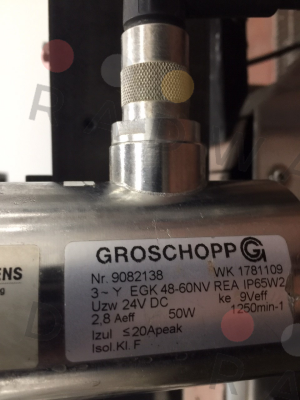 GROSCHOPP G
Nr. 9082138 WK 1781109
3~ Y EGK 48-60NV REA IP65W2
Uzw 24V DC ke 9Veff
2,8 Aeff 50W 1250min-1
Izul ≤20Apeak
Isol.Kl. F
ENS